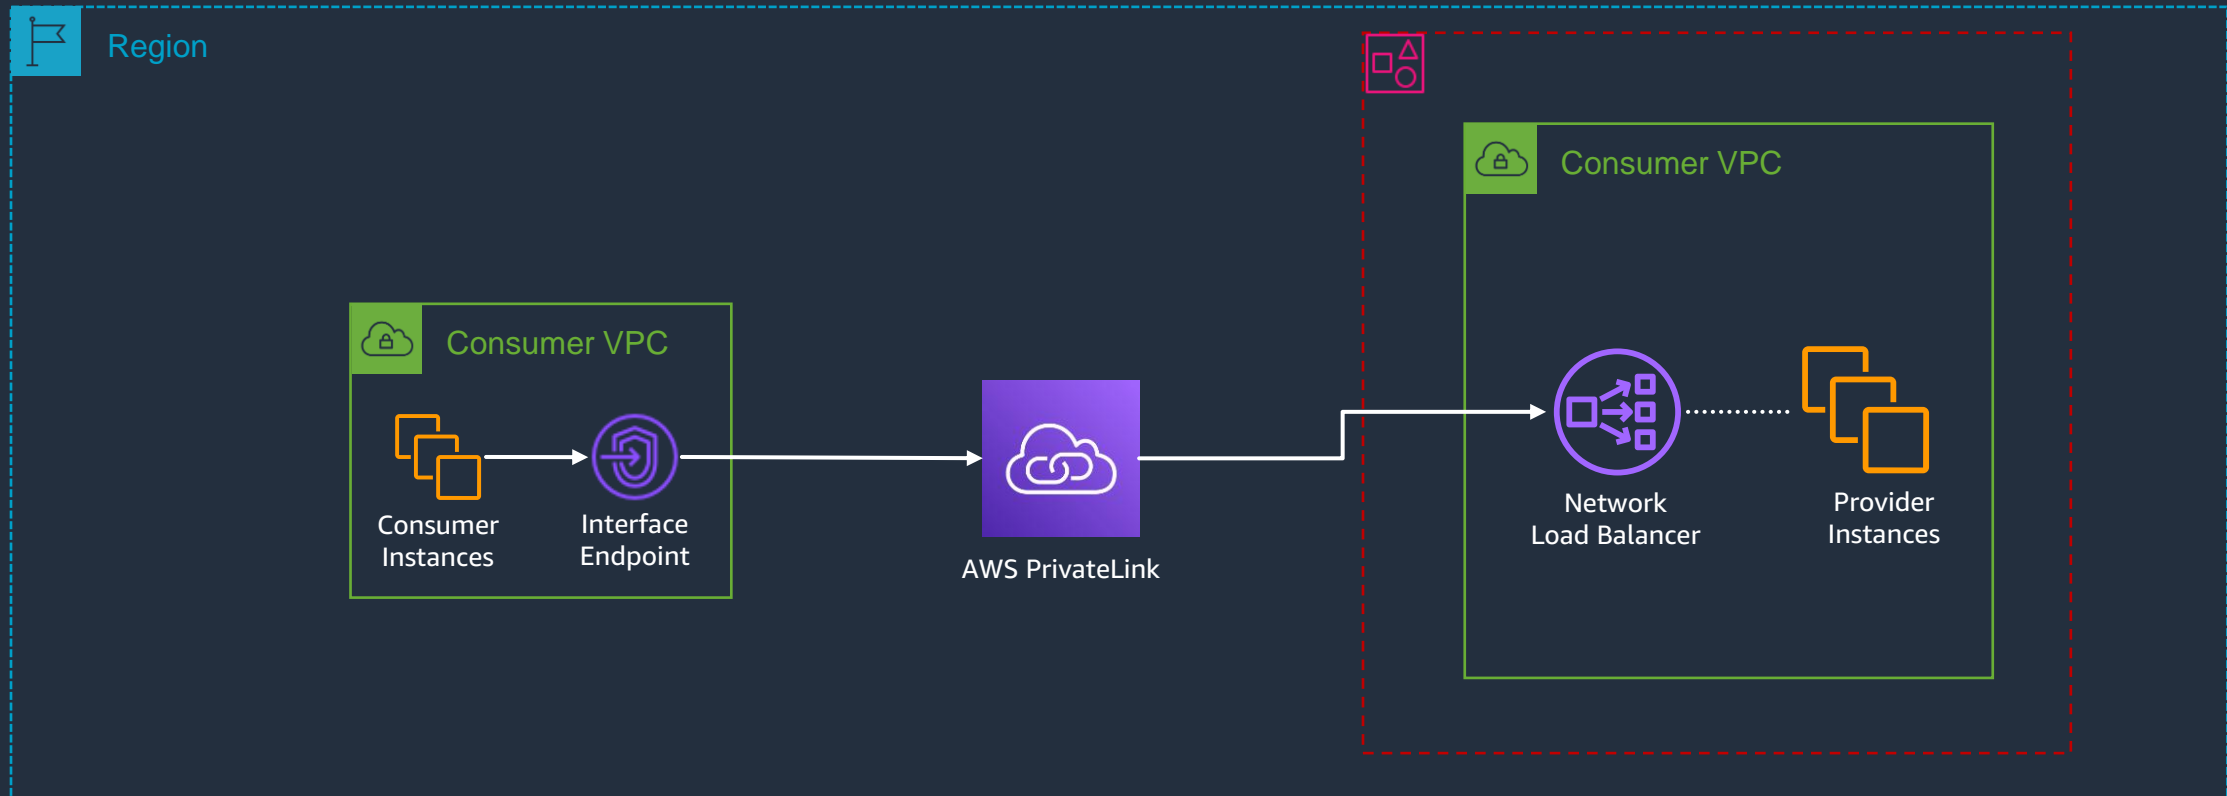 Region
Consumer VPC
Consumer VPC
Consumer
Instances
Interface
Endpoint
AWS PrivateLink
Network
Load Balancer
Provider
Instances